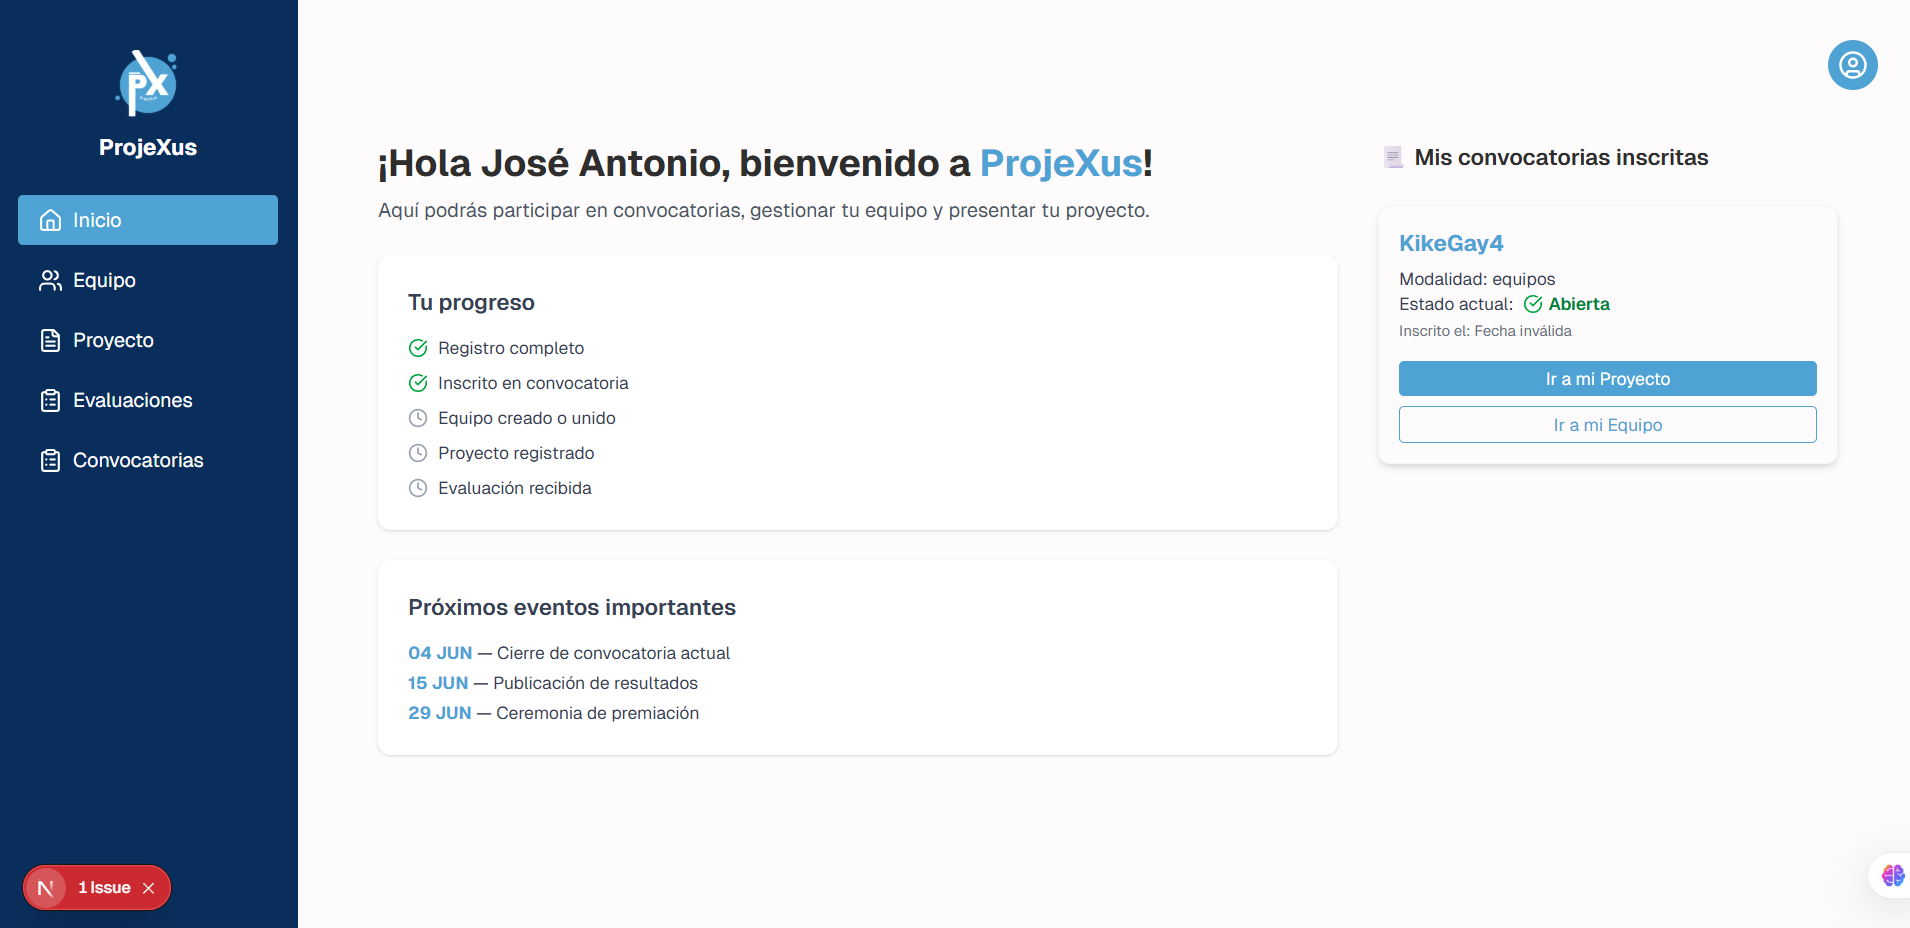 PX
ProjeXus
Inicio
Equipo
Proyecto
Evaluaciones
Convocatorias
N
1 Issue
¡Hola José Antonio, bienvenido a ProjeXus!
Aquí podrás participar en convocatorias, gestionar tu equipo y presentar tu proyecto.
Tu progreso
Registro completo
Inscrito en convocatoria
Equipo creado o unido
Proyecto registrado
Evaluación recibida
Próximos eventos importantes
04 JUN — Cierre de convocatoria actual
15 JUN — Publicación de resultados
29 JUN — Ceremonia de premiación
Mis convocatorias inscritas
KikeGay4
Modalidad: equipos
Estado actual: Abierta
Inscrito el: Fecha inválida
Ir a mi Proyecto
Ir a mi Equipo